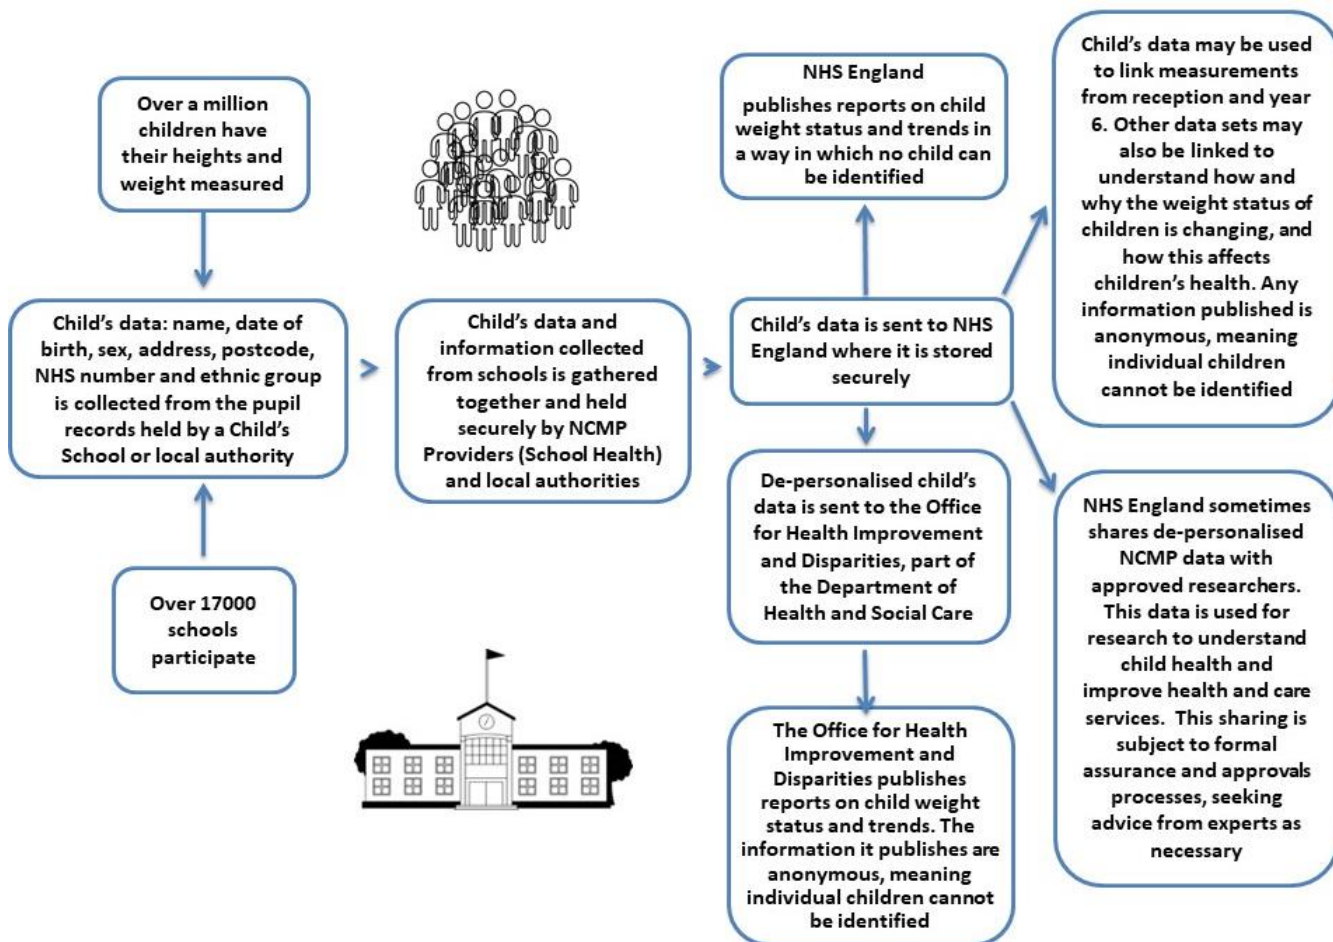 Over a million
children have
their heights and
weight measured
Child's data: name, date of
birth, sex, address, postcode,
NHS number and ethnic group
is collected from the pupil
records held by a Child's
School or local authority
Over 17000
schools
participate
Child's data and
information collected
from schools is gathered
together and held
securely by NCMP
Providers (School Health)
and local authorities
NHS England
publishes reports on child
weight status and trends in
a way in which no child can
be identified
Child's data is sent to NHS
England where it is stored
securely
De-personalised child's
data is sent to the Office
for Health Improvement
and Disparities, part of
the Department of
Health and Social Care
The Office for Health
Improvement and
Disparities publishes
reports on child weight
status and trends. The
information it publishes are
anonymous, meaning
individual children cannot
be identified
Child's data may be used
to link measurements
from reception and year
6. Other data sets may
also be linked to
understand how and
why the weight status of
children is changing, and
how this affects
children's health. Any
information published is
anonymous, meaning
individual children
cannot be identified
NHS England sometimes
shares de-personalised
NCMP data with
approved researchers.
This data is used for
research to understand
child health and
improve health and care
services. This sharing is
subject to formal
assurance and approvals
processes, seeking
advice from experts as
necessary